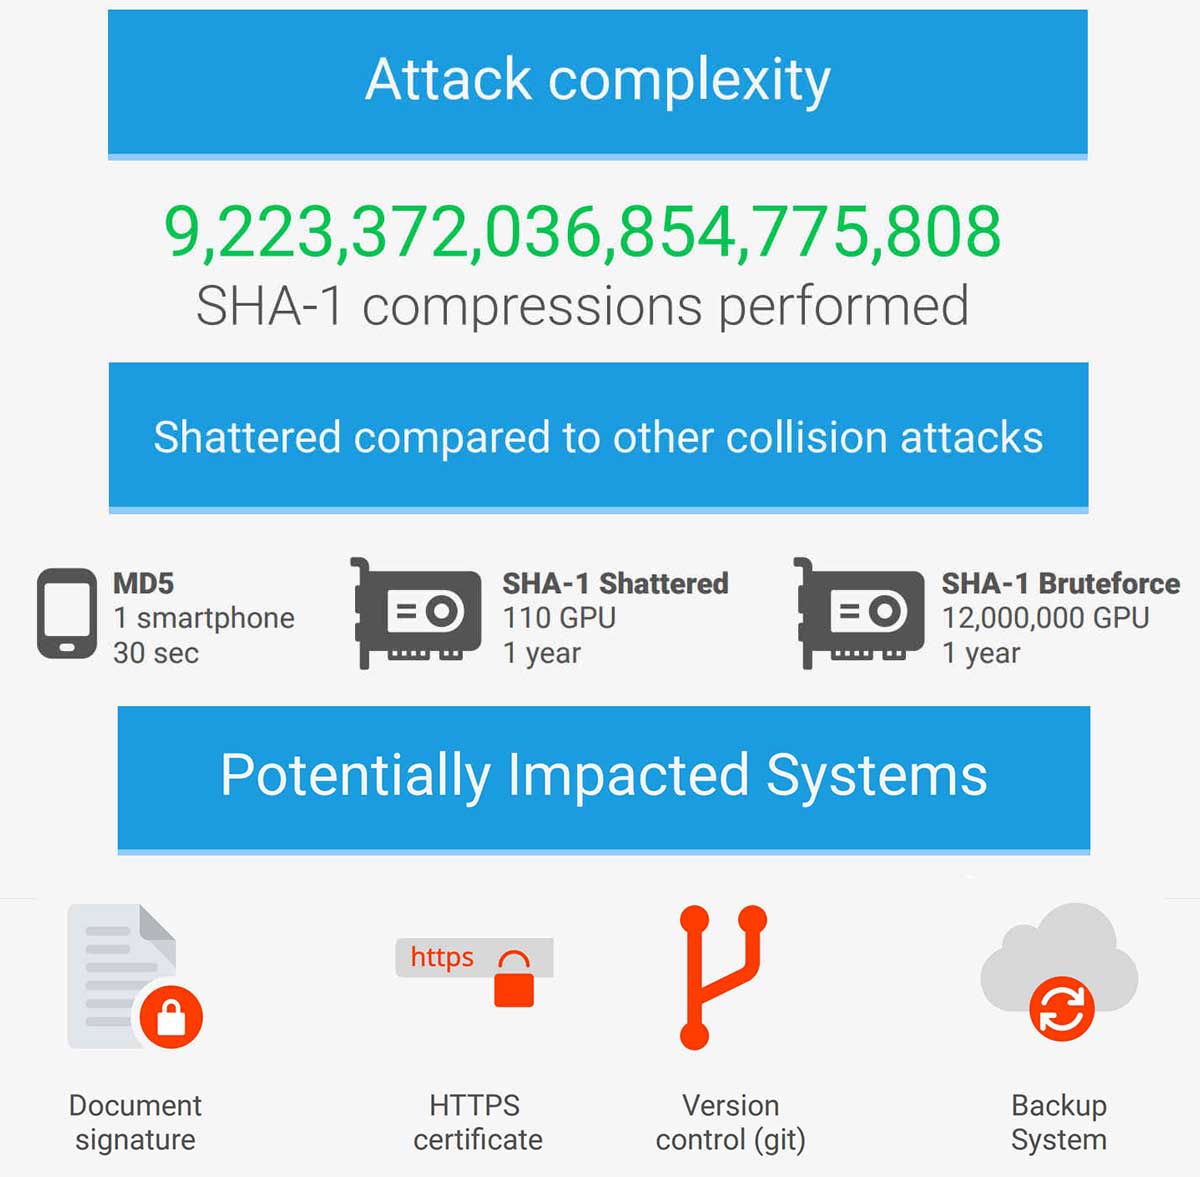 Attack complexity
9,223,372,036,854,775,808
SHA-1 compressions performed
Shattered compared to other collision attacks
MD5
1 smartphone
30 sec
SHA-1 Shattered
110 GPU
1 year
SHA-1 Bruteforce
12,000,000 GPU
1 year
Potentially Impacted Systems
https
Document
signature
HTTPS
certificate
Version
control (git)
Backup
System